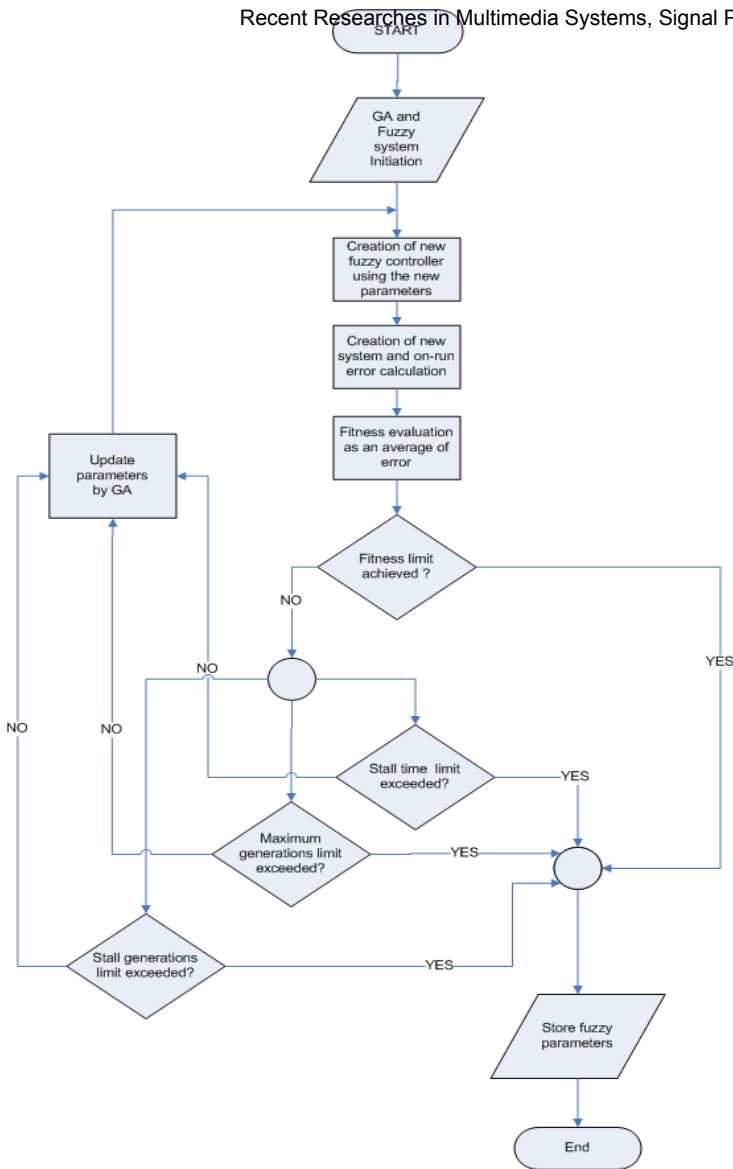 Recent Researches in Multimedia Systems, Signal P
START
GA and
Fuzzy
system
Initiation
Creation of new
fuzzy controller
using the new
parameters
Creation of new
system and on-run
error calculation
Fitness evaluation
as an average of
error
Update
parameters
by GA
Fitness limit
achieved ?
NO
YES
NO
NO
NO
Stall time limit
exceeded?
YES
Maximum
generations limit
exceeded?
YES
Stall generations
limit exceeded?
YES
Store fuzzy
parameters
End